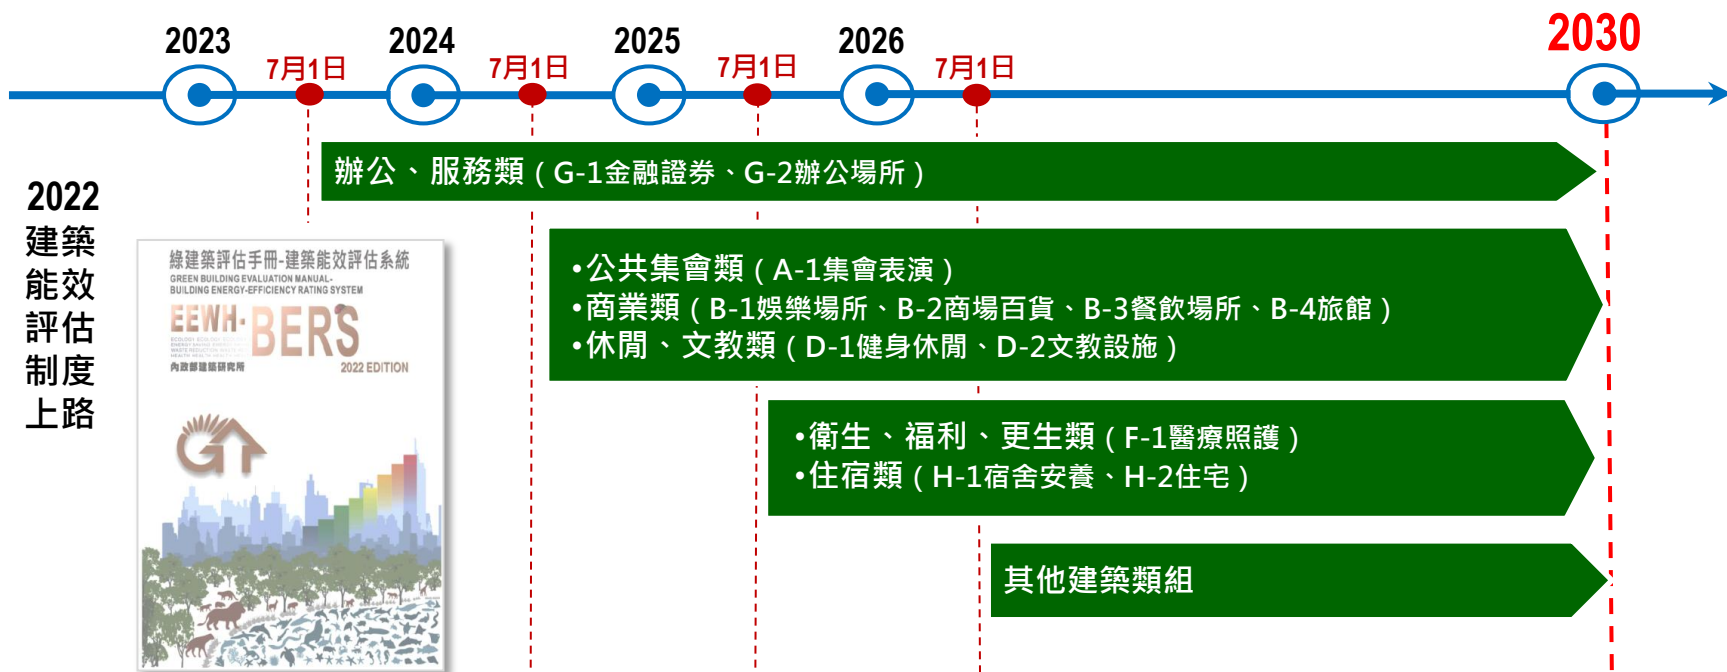 2023
2024
2025
2026
2030
7月1日
7月1日
7月1日
7月1日
2022
建築
能效
評估
制度
上路
辦公、服務類(G-1金融證券、G-2辦公場所)
•公共集會類(A-1集會表演)
•商業類(B-1娛樂場所、B-2商場百貨、B-3餐飲場所、B-4旅館)
•休閒、文教類(D-1健身休閒、D-2文教設施)
•衛生、福利、更生類(F-1醫療照護)
•住宿類(H-1宿舍安養、H-2住宅)
其他建築類組
綠建築評估手冊-建築能效評估系統
GREEN BUILDING EVALUATION MANUAL-
BUILDING ENERGY-EFFICIENCY RATING SYSTEM
EEWH-BERS
內政部建築研究所
2022 EDITION